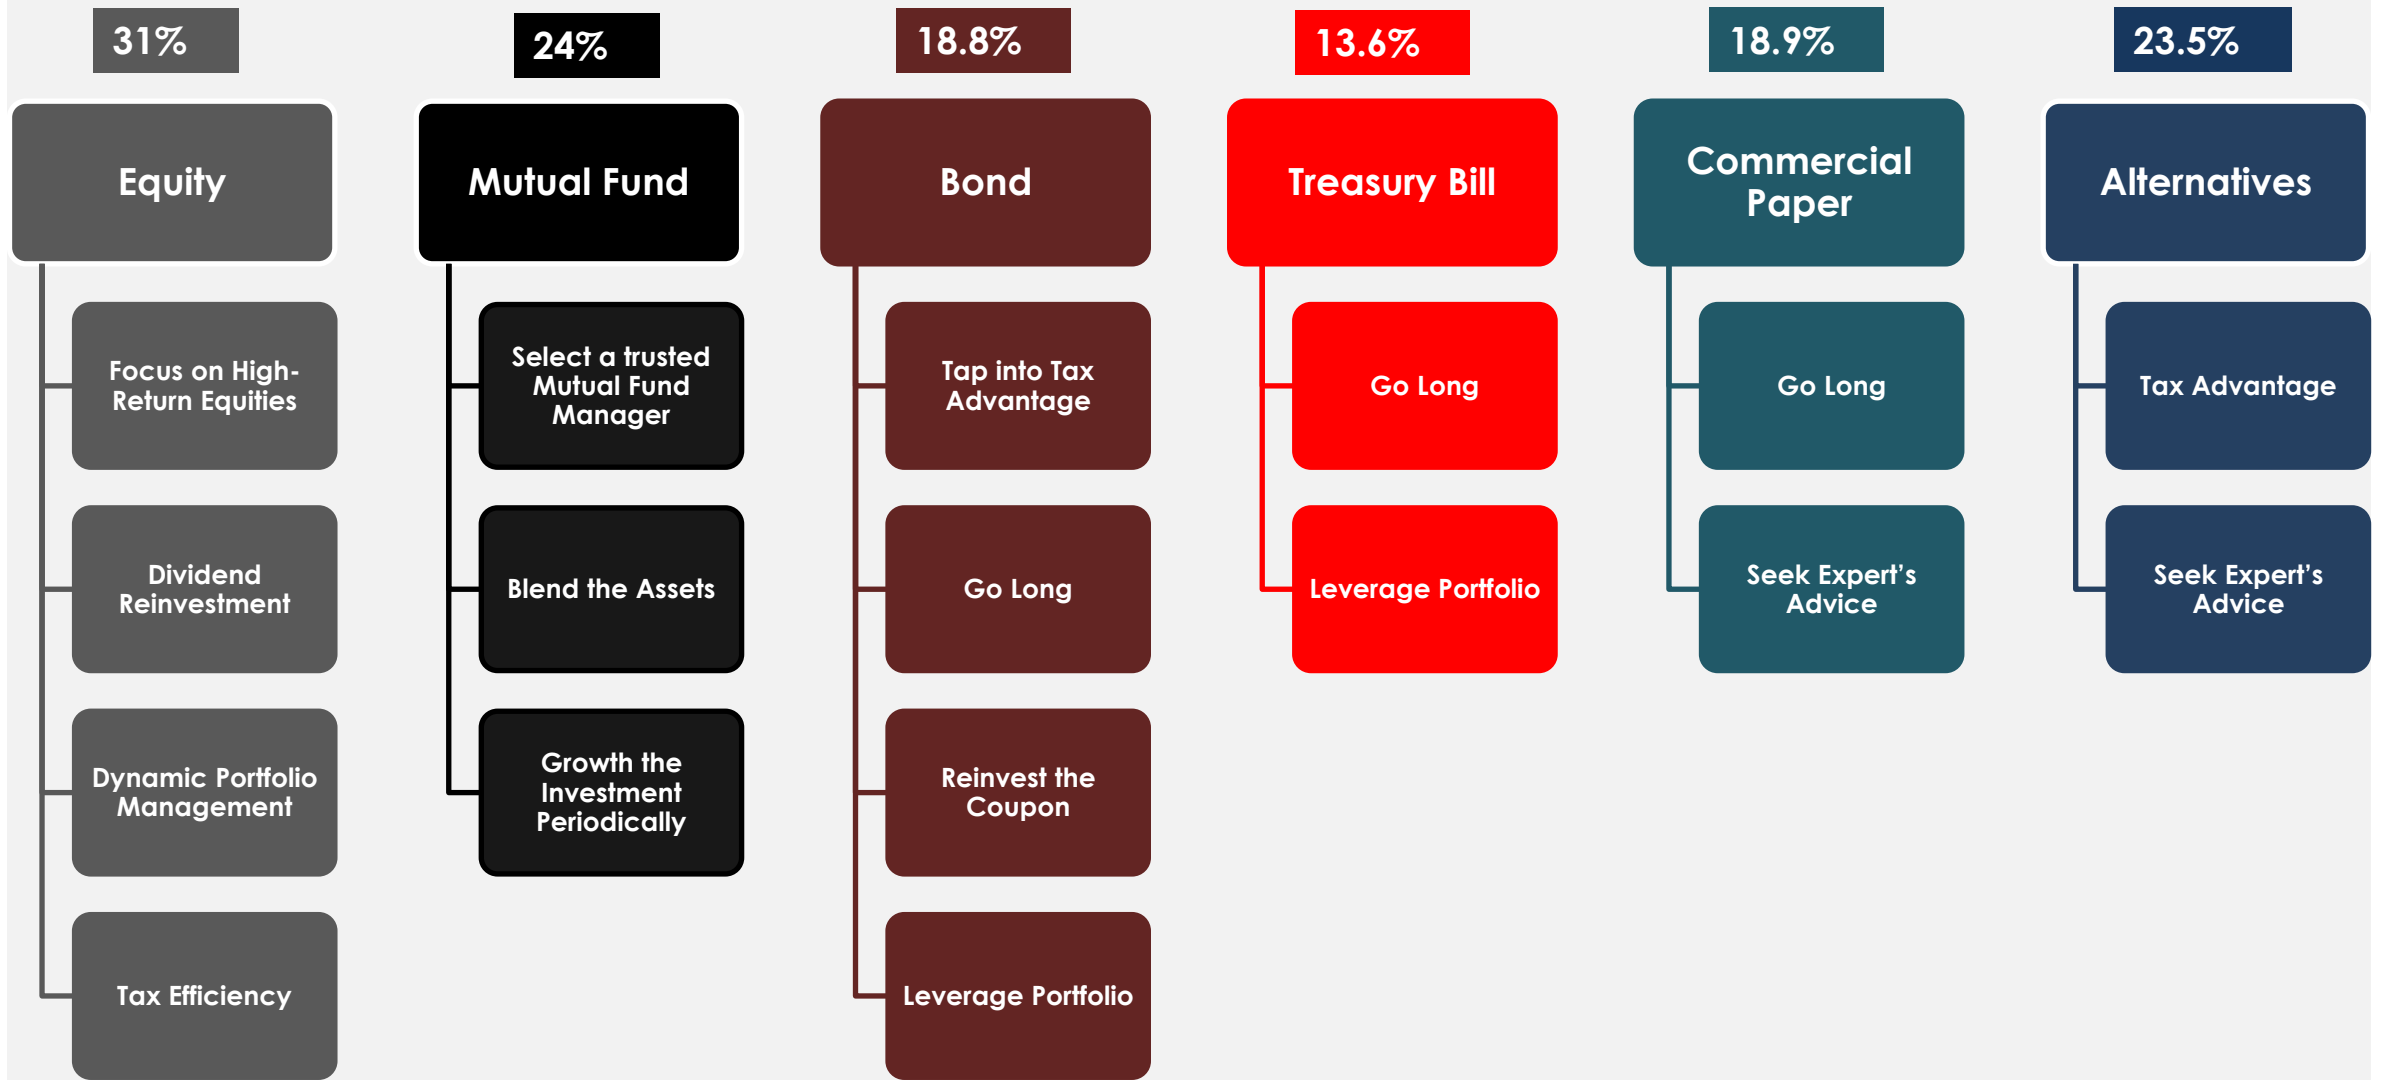 31%
24%
18.8%
13.6%
18.9%
23.5%
Equity
Mutual Fund
Bond
Treasury Bill
Commercial
Paper
Alternatives
Focus on High-
Return Equities
Select a trusted
Mutual Fund
Manager
Tap into Tax
Advantage
Go Long
Go Long
Tax Advantage
Dividend
Reinvestment
Blend the Assets
Go Long
Leverage Portfolio
Seek Expert’s
Advice
Seek Expert’s
Advice
Dynamic Portfolio
Management
Growth the
Investment
Periodically
Reinvest the
Coupon
Tax Efficiency
Leverage Portfolio